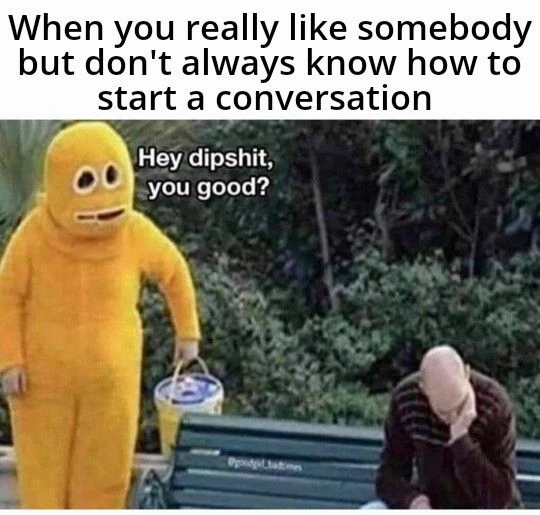 When you really like somebody
but don't always know how to
start a conversation
Hey dipshit,
you good?